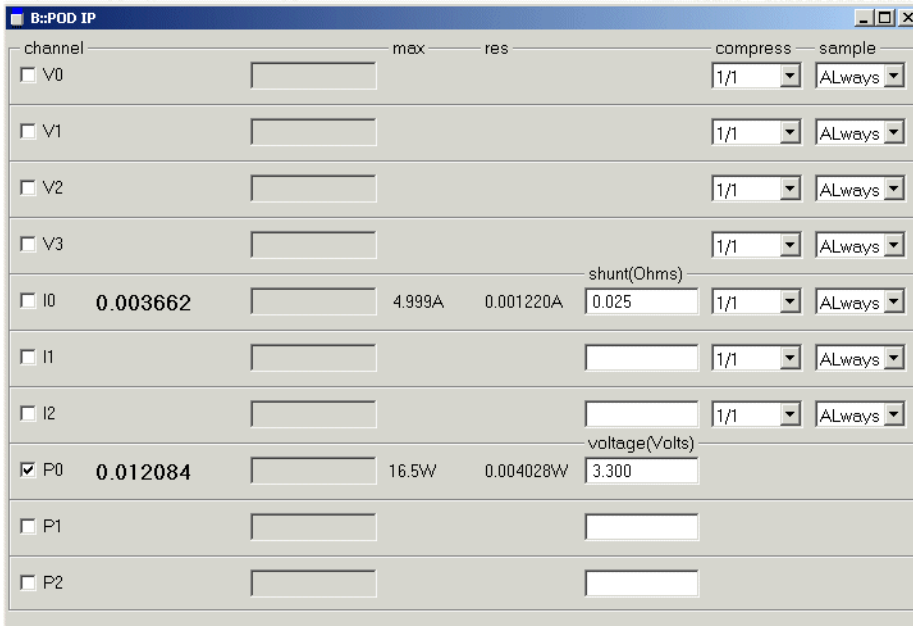 B::POD IP
channel max res compress sample
V0 1/1 ALways
V1 1/1 ALways
V2 1/1 ALways
V3 1/1 ALways
shunt(Ohms)
I0 0.003662 4.999A 0.001220A 0.025 1/1 ALways
I1 1/1 ALways
I2 1/1 ALways
voltage(Volts)
P0 0.012084 16.5W 0.004028W 3.300
P1
P2